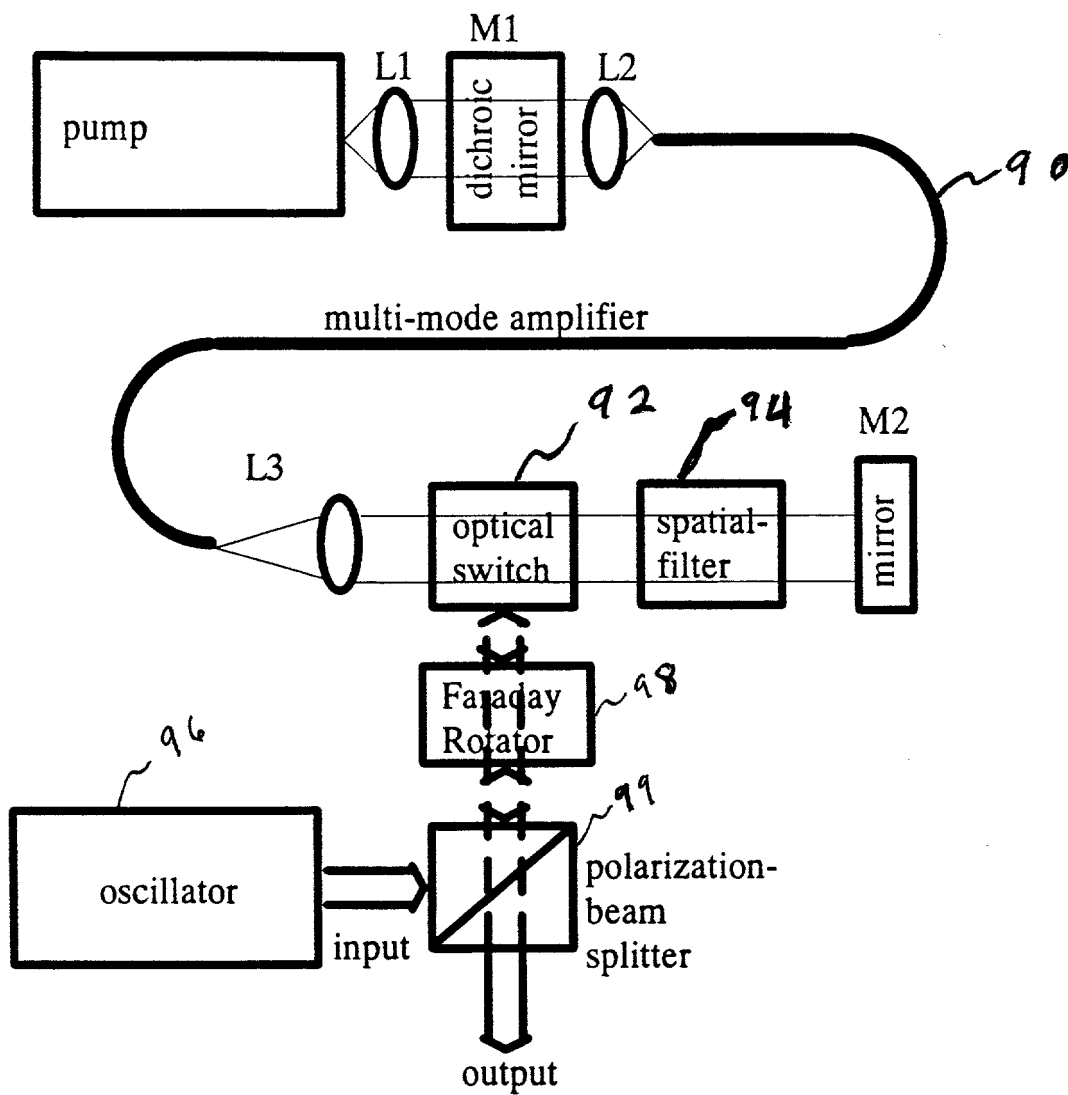 M1
L1
L2
pump
dichroic
mirror
90
multi-mode amplifier
92
94
M2
L3
optical
switch
spatial-
filter
mirror
Faraday
Rotator
98
96
99
oscillator
input
polarization-
beam
splitter
output